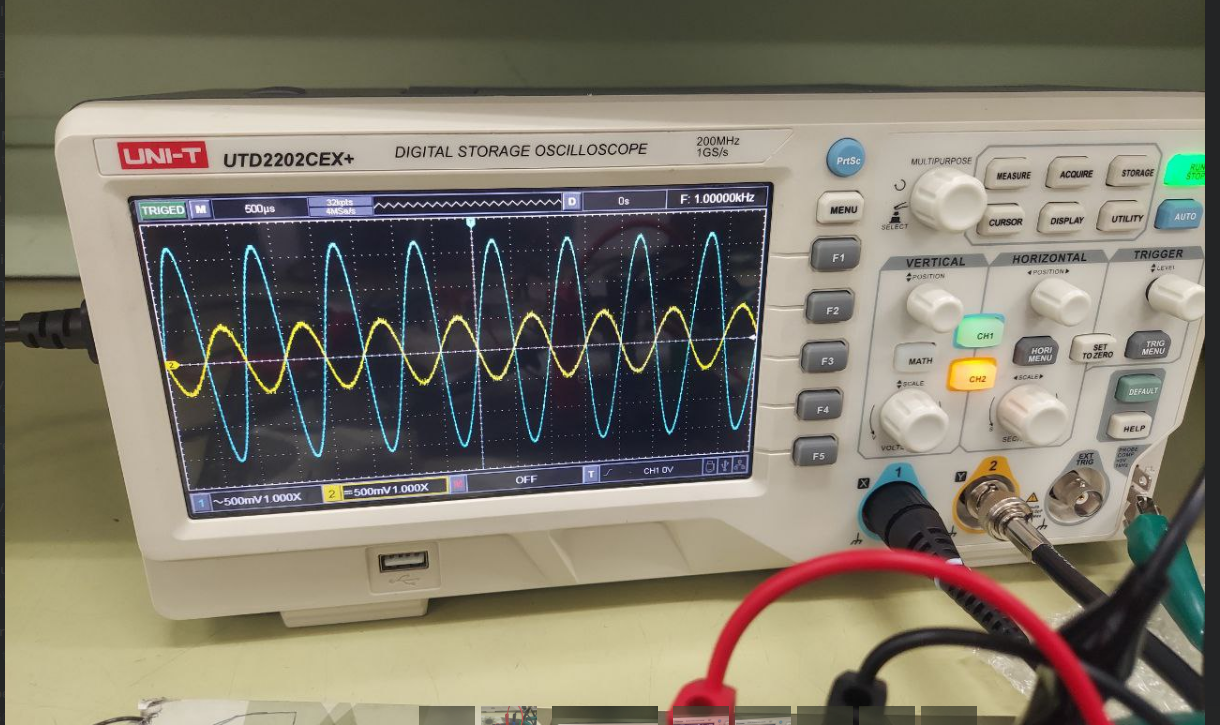 UNI-T UTD2202CEX+ DIGITAL STORAGE OSCILLOSCOPE 200MHz
1GS/s
PrtSc
MULTIPURPOSE
SELECT
MEASURE ACQUIRE STORAGE
CURSOR DISPLAY UTILITY
AUTO
TRIGED M 500μs 32kpts
4MSa/s
D 0s F: 1.00000kHz
MENU
F1
F2
F3
F4
F5
VERTICAL HORIZONTAL TRIGGER
POSITION POSITION LEVEL
CH1
MATH
CH2
HORI
MENU
SET
TO ZERO
TRIG
MENU
SCALE SCALE
DEFAULT
HELP
2
1 ~500mV 1.000X 2 500mV 1.000X M OFF T CH1 0V
X 1 Y 2 EXT
TRIG